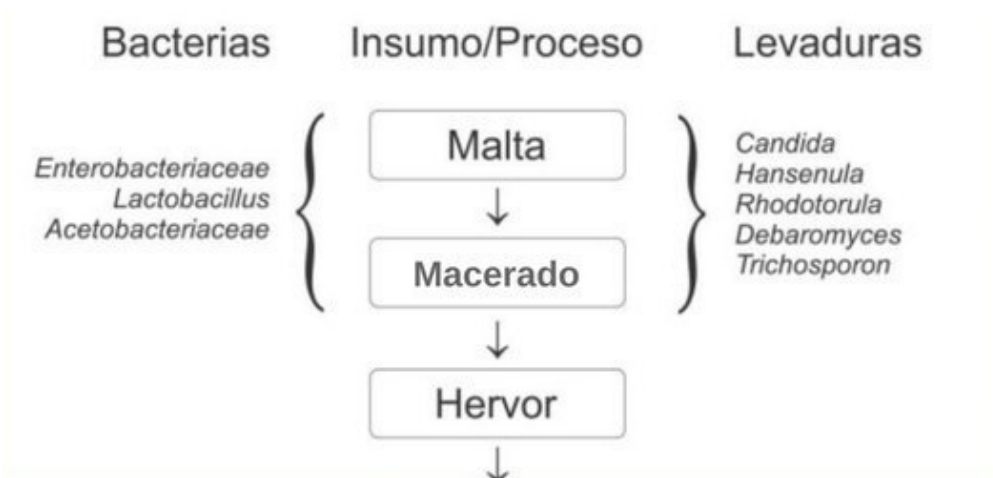 Bacterias Insumo/Proceso Levaduras
Malta
Enterobacteriaceae
Lactobacillus
Acetobacteriaceae
Candida
Hansenula
Rhodotorula
Debaromyces
Trichosporon
Macerado
Hervor